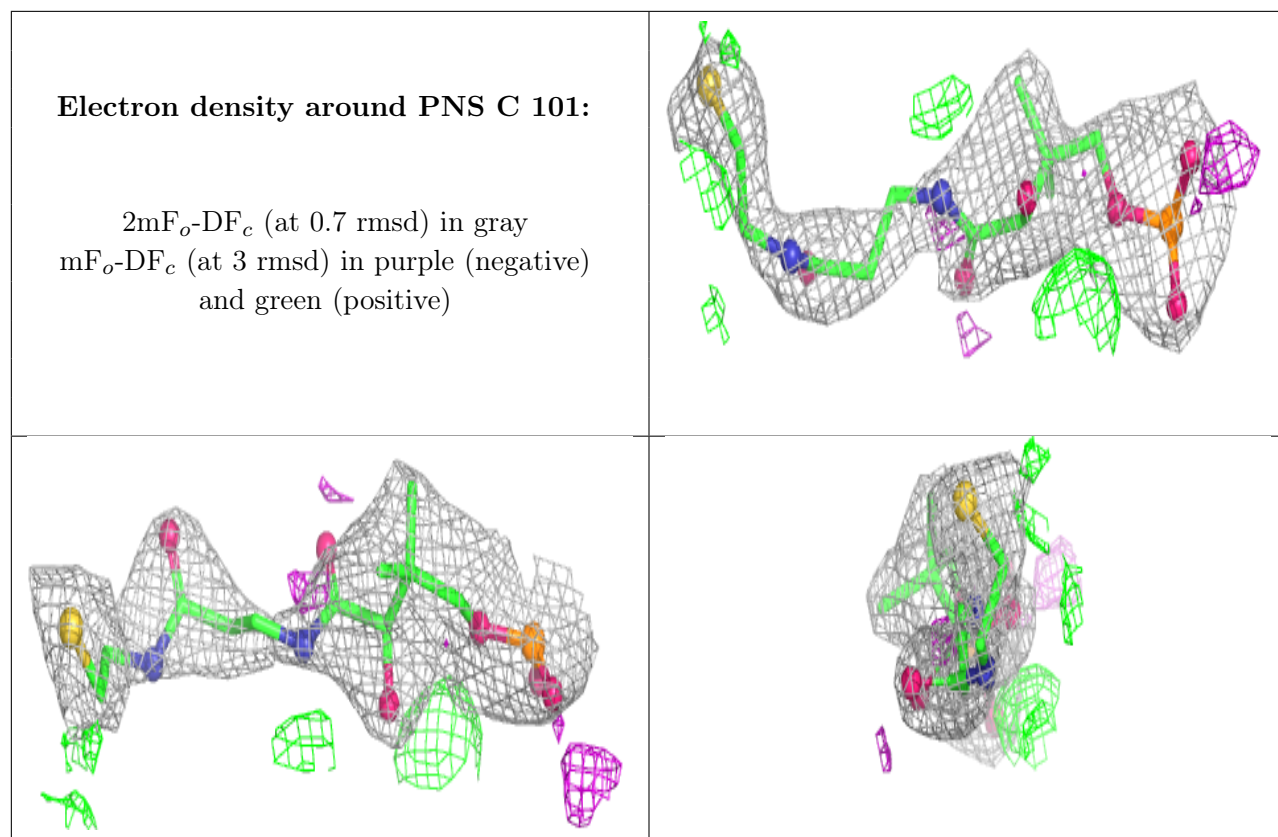 Electron density around PNS C 101:
2mFo-DFc (at 0.7 rmsd) in gray
mFo-DFc (at 3 rmsd) in purple (negative)
and green (positive)